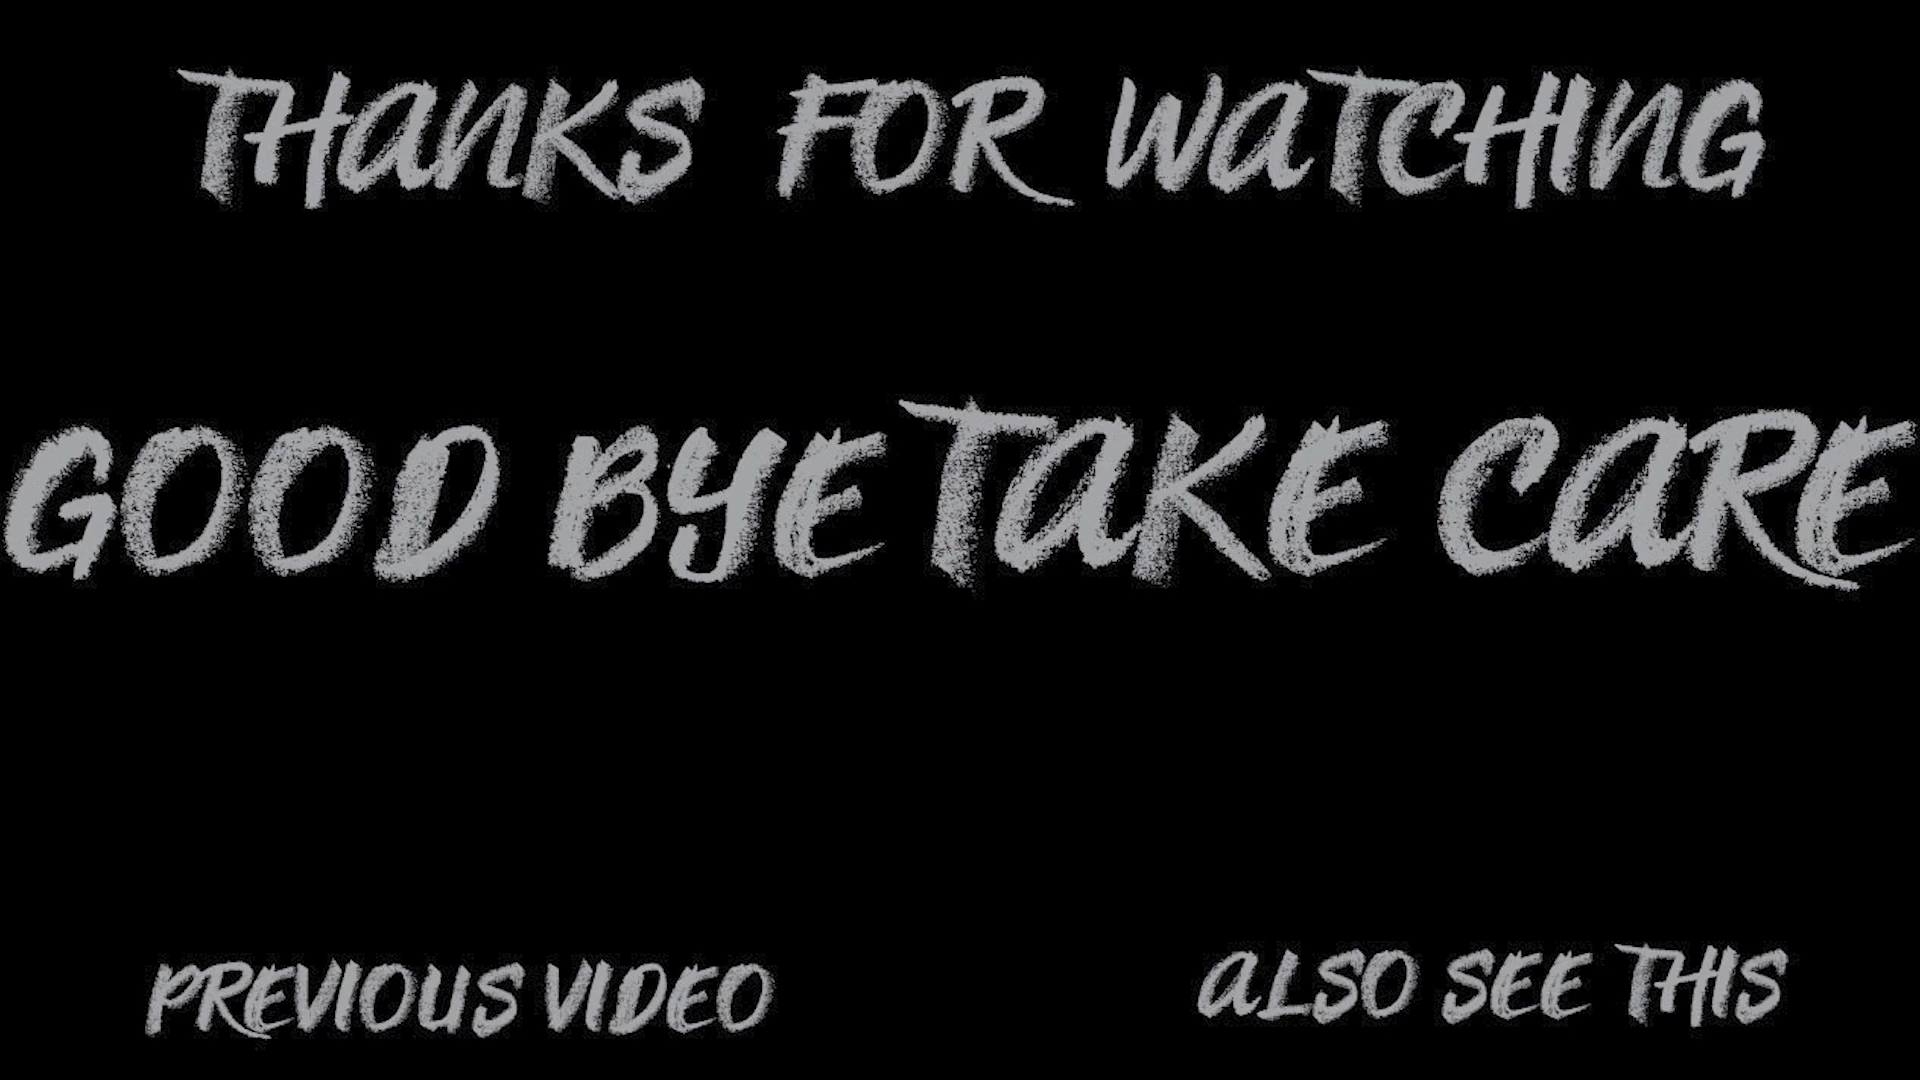 THANKS FOR WATCHING
GOOD BYE TAKE CARE
PREVIOUS VIDEO
ALSO SEE THIS